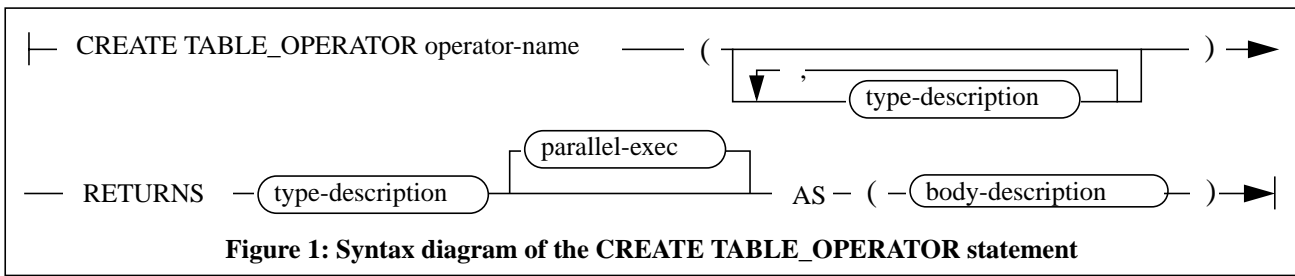 CREATE TABLE_OPERATOR operator-name ( )
,
type-description
parallel-exec
RETURNS type-description AS ( body-description )
Figure 1: Syntax diagram of the CREATE TABLE_OPERATOR statement